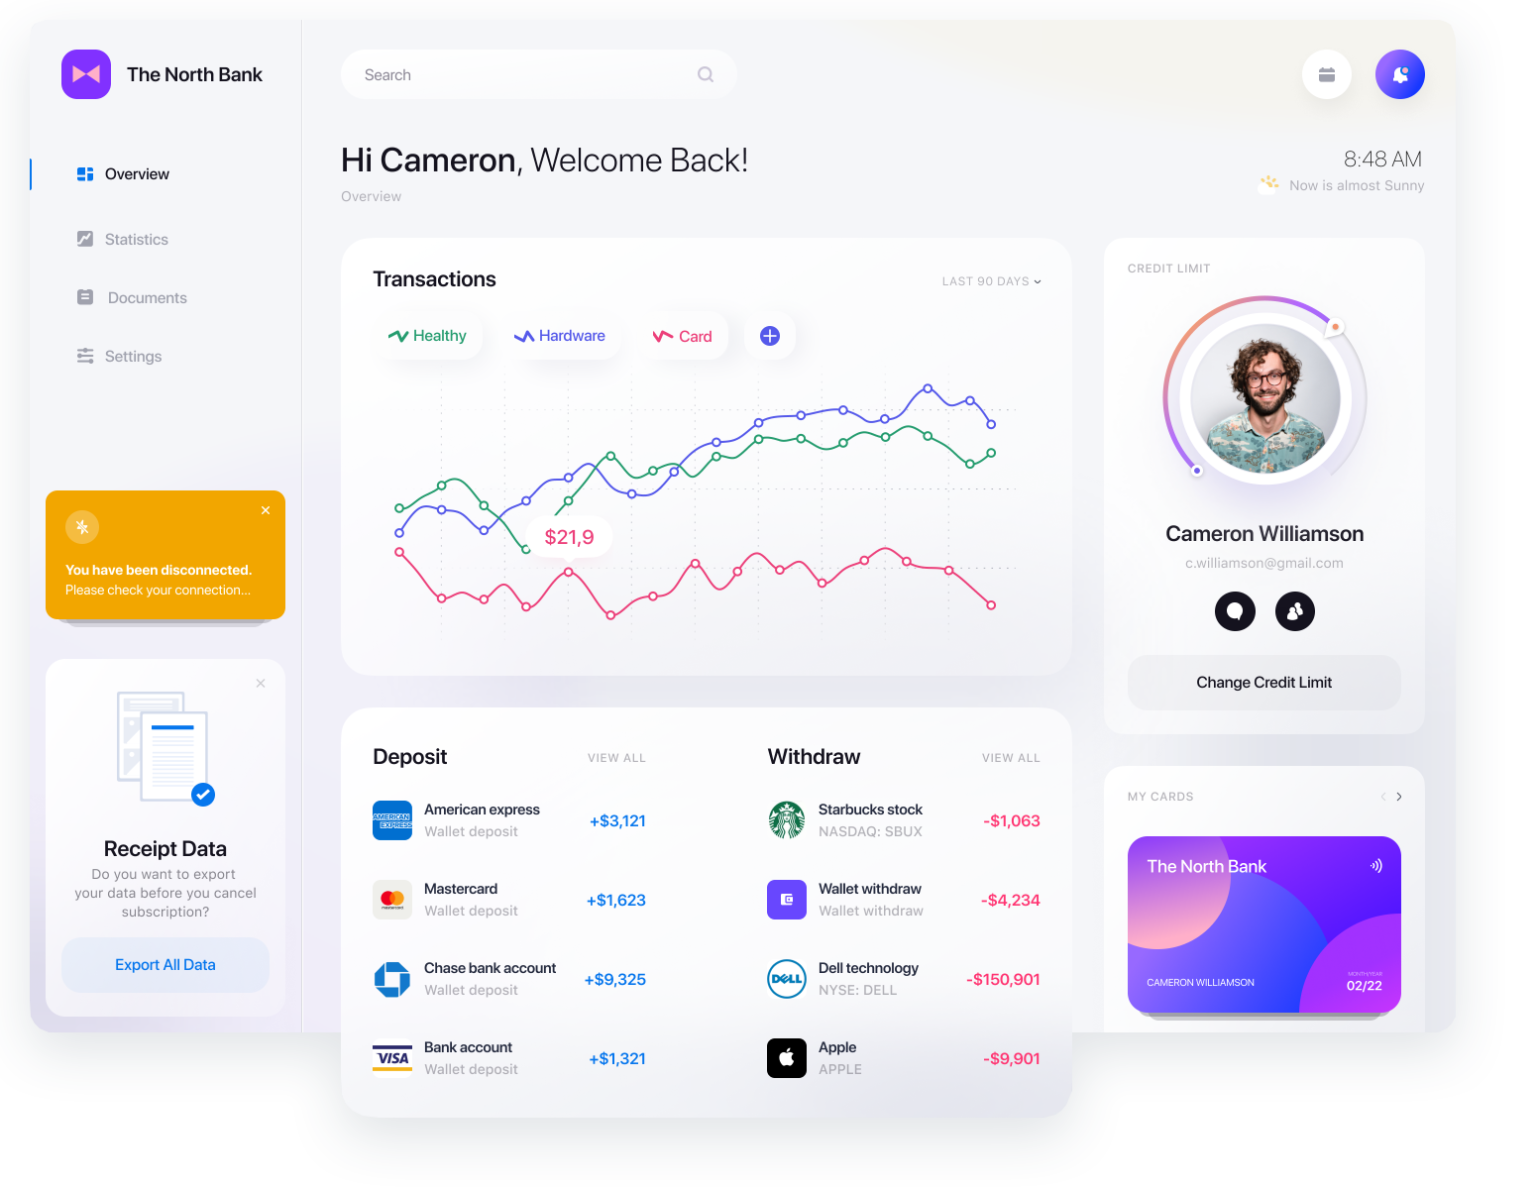 The North Bank
Search
Overview
Statistics
Documents
Settings
Hi Cameron, Welcome Back!
Overview
8:48 AM
Now is almost Sunny
Transactions
LAST 90 DAYS
Healthy
Hardware
Card
$21,9
CREDIT LIMIT
Cameron Williamson
c.williamson@gmail.com
Change Credit Limit
You have been disconnected.
Please check your connection...
Receipt Data
Do you want to export
your data before you cancel
subscription?
Export All Data
Deposit
VIEW ALL
AMERICAN
EXPRESS
American express
Wallet deposit
+$3,121
mastercard
Mastercard
Wallet deposit
+$1,623
Chase bank account
Wallet deposit
+$9,325
VISA
Bank account
Wallet deposit
+$1,321
Withdraw
VIEW ALL
Starbucks stock
NASDAQ: SBUX
-$1,063
Wallet withdraw
Wallet withdraw
-$4,234
DELL
Dell technology
NYSE: DELL
-$150,901
Apple
APPLE
-$9,901
MY CARDS
The North Bank
CAMERON WILLIAMSON
MONTH/YEAR
02/22